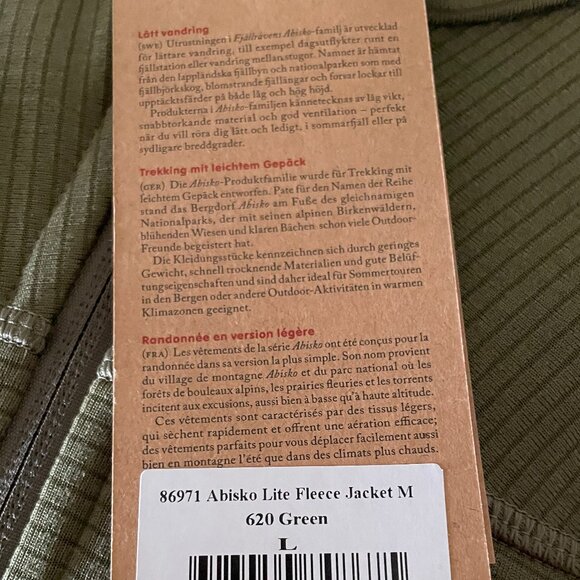 Lätt vandring
(SWE) Utrustningen i Fjällrävens Abisko-familj är utvecklad
för lättare vandring, till exempel dagsutflykter runt en
fjällstation eller vandring mellan stugor. Namnet är hämtat
från den lappländska fjällbyn och nationalparken som med
fjällbjörkskog, blomstrande fjällängar och forsar lockar till
upptäcktsfärder på både låg och hög höjd.
Produkterna i Abisko-familjen kännetecknas av låg vikt,
snabbtorkande material och god ventilation – perfekt
när du vill röra dig lätt och ledigt, i sommarfjäll eller på
sydligare breddgrader.
Trekking mit leichtem Gepäck
(GER) Die Abisko-Produktfamilie wurde für Trekking mit
leichtem Gepäck entworfen. Pate für den Namen der Reihe
stand das Bergdorf Abisko am Fuße des gleichnamigen
Nationalparks, der mit seinen alpinen Birkenwäldern,
blühenden Wiesen und klaren Bächen schon viele Outdoor-
Freunde begeistert hat.
Die Kleidungsstücke kennzeichnen sich durch geringes
Gewicht, schnell trocknende Materialien und gute Belüf-
tungseigenschaften und sind daher ideal für Sommertouren
in den Bergen oder andere Outdoor-Aktivitäten in warmen
Klimazonen geeignet.
Randonnée en version légère
(FRA) Les vêtements de la série Abisko ont été conçus pour la
randonnée dans sa version la plus simple. Son nom provient
du village de montagne Abisko et du parc national où les
forêts de bouleaux alpins, les prairies fleuries et les torrents
incitent aux excusions, aussi bien à basse qu'à haute altitude.
Ces vêtements sont caractérisés par des tissus légers,
qui sèchent rapidement et offrent une aération efficace;
des vêtements parfaits pour vous déplacer facilement aussi
bien en montagne l'été que dans des climats plus chauds.
86971 Abisko Lite Fleece Jacket M
620 Green
L